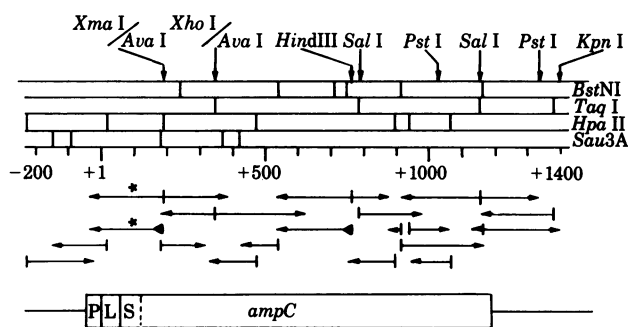 Xma I Xho I
Ava I Ava I HindIII Sal I Pst I Sal I Pst I Kpn I
BstNI
Taq I
Hpa II
Sau3A
-200 +1 +500 +1000 +1400
*
*
P L S ampC